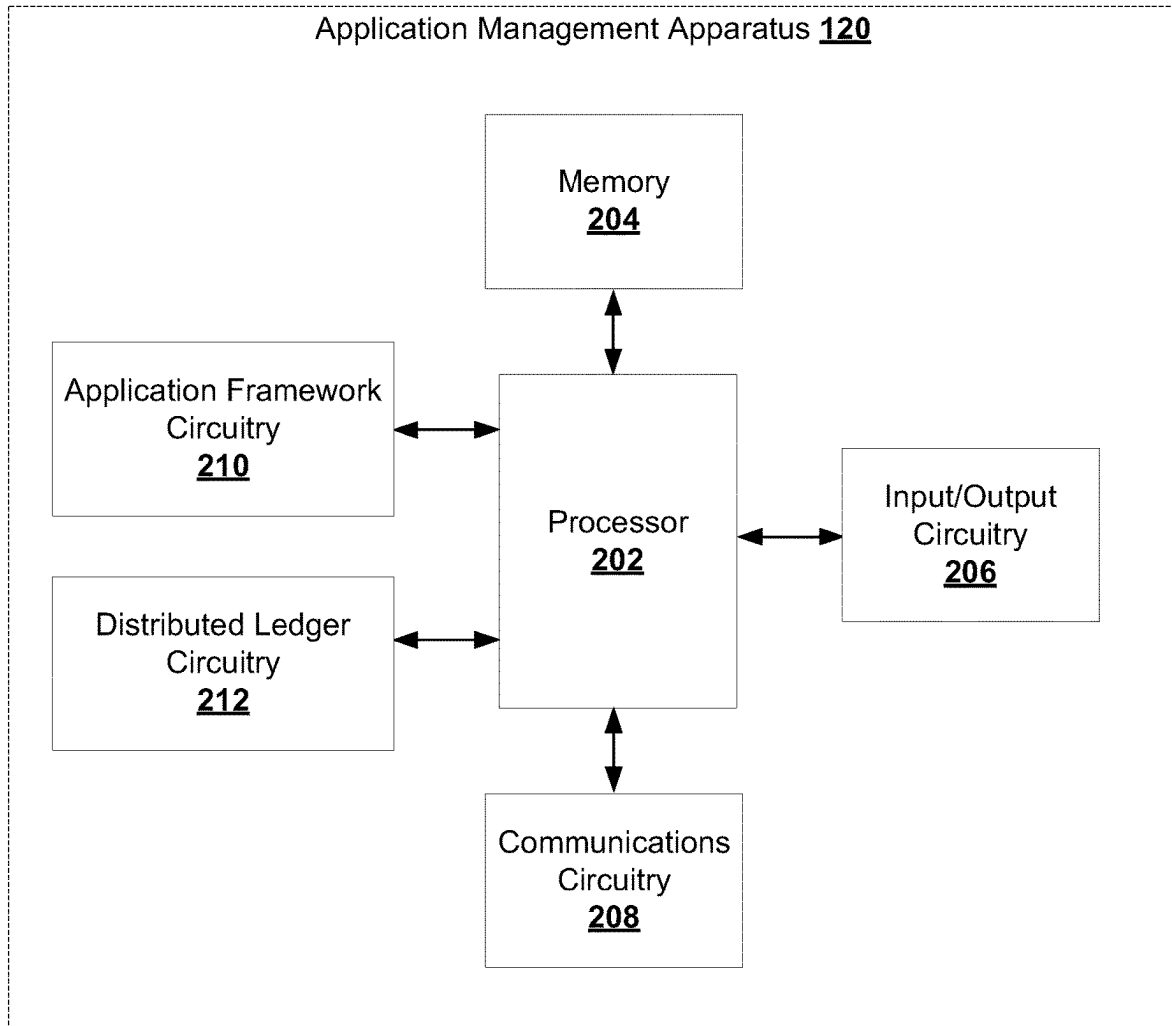 Application Management Apparatus 120
Memory
204
Application Framework
Circuitry
210
Processor
202
Input/Output
Circuitry
206
Distributed Ledger
Circuitry
212
Communications
Circuitry
208